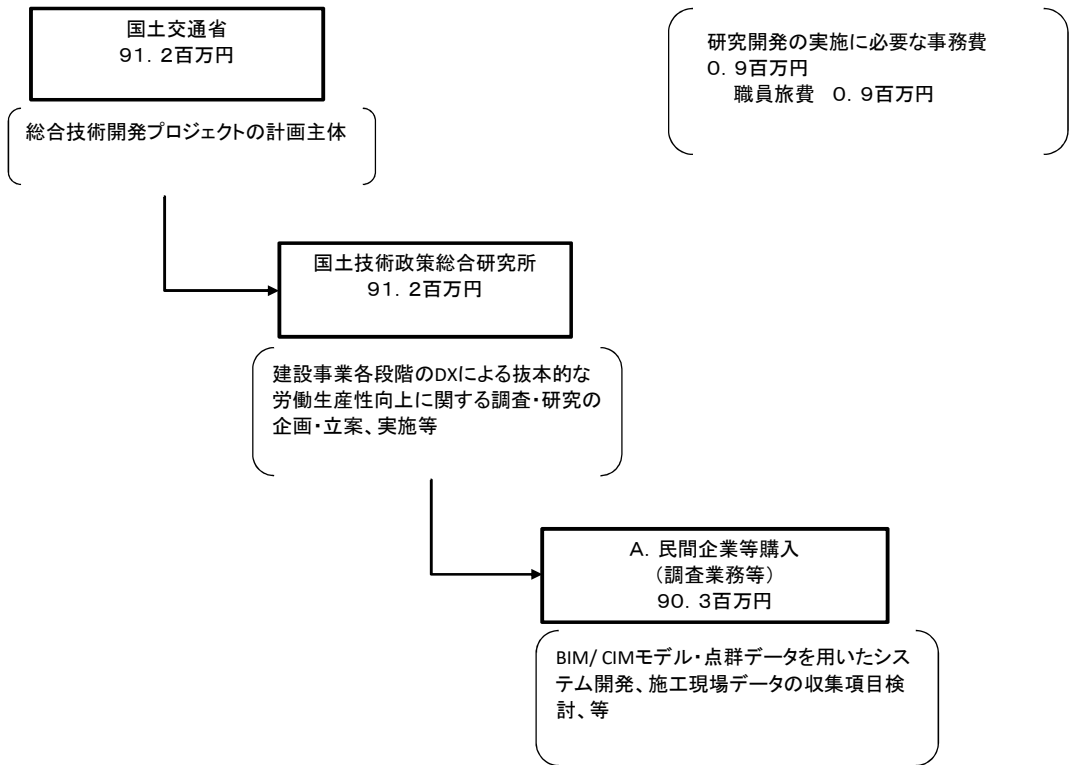 国土交通省
91．2百万円
総合技術開発プロジェクトの計画主体
研究開発の実施に必要な事務費
０．９百万円
職員旅費　０．９百万円
国土技術政策総合研究所
91．2百万円
建設事業各段階のDXによる抜本的な
労働生産性向上に関する調査・研究の
企画・立案、実施等
Ａ．民間企業等購入
（調査業務等）
90．3百万円
BIM/ CIMモデル・点群データを用いたシス
テム開発、施工現場データの収集項目検
討、等